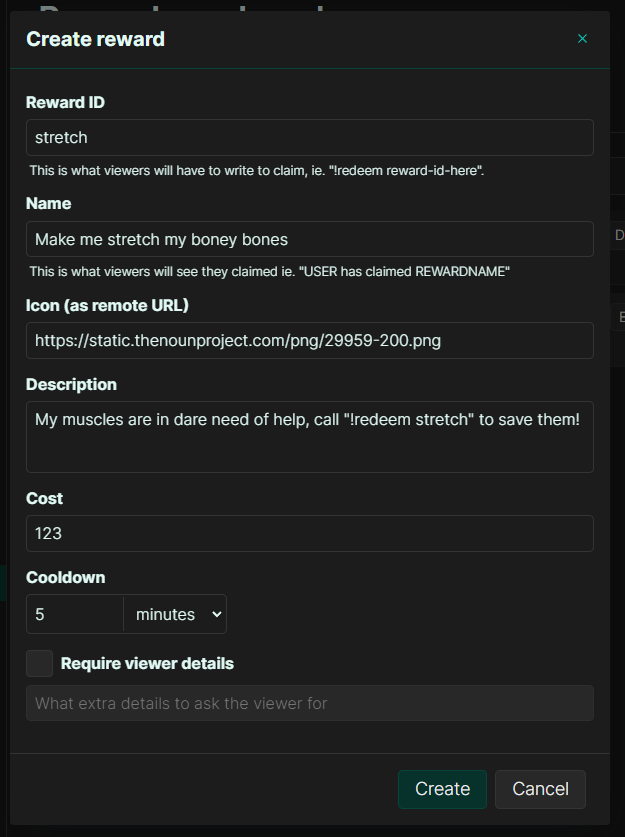 Create reward
×
Reward ID
stretch
This is what viewers will have to write to claim, ie. "!redeem reward-id-here".
Name
Make me stretch my boney bones
This is what viewers will see they claimed ie. "USER has claimed REWARDNAME"
Icon (as remote URL)
https://static.thenounproject.com/png/29959-200.png
Description
My muscles are in dare need of help, call "!redeem stretch" to save them!
Cost
123
Cooldown
5 minutes
Require viewer details
What extra details to ask the viewer for
Create Cancel